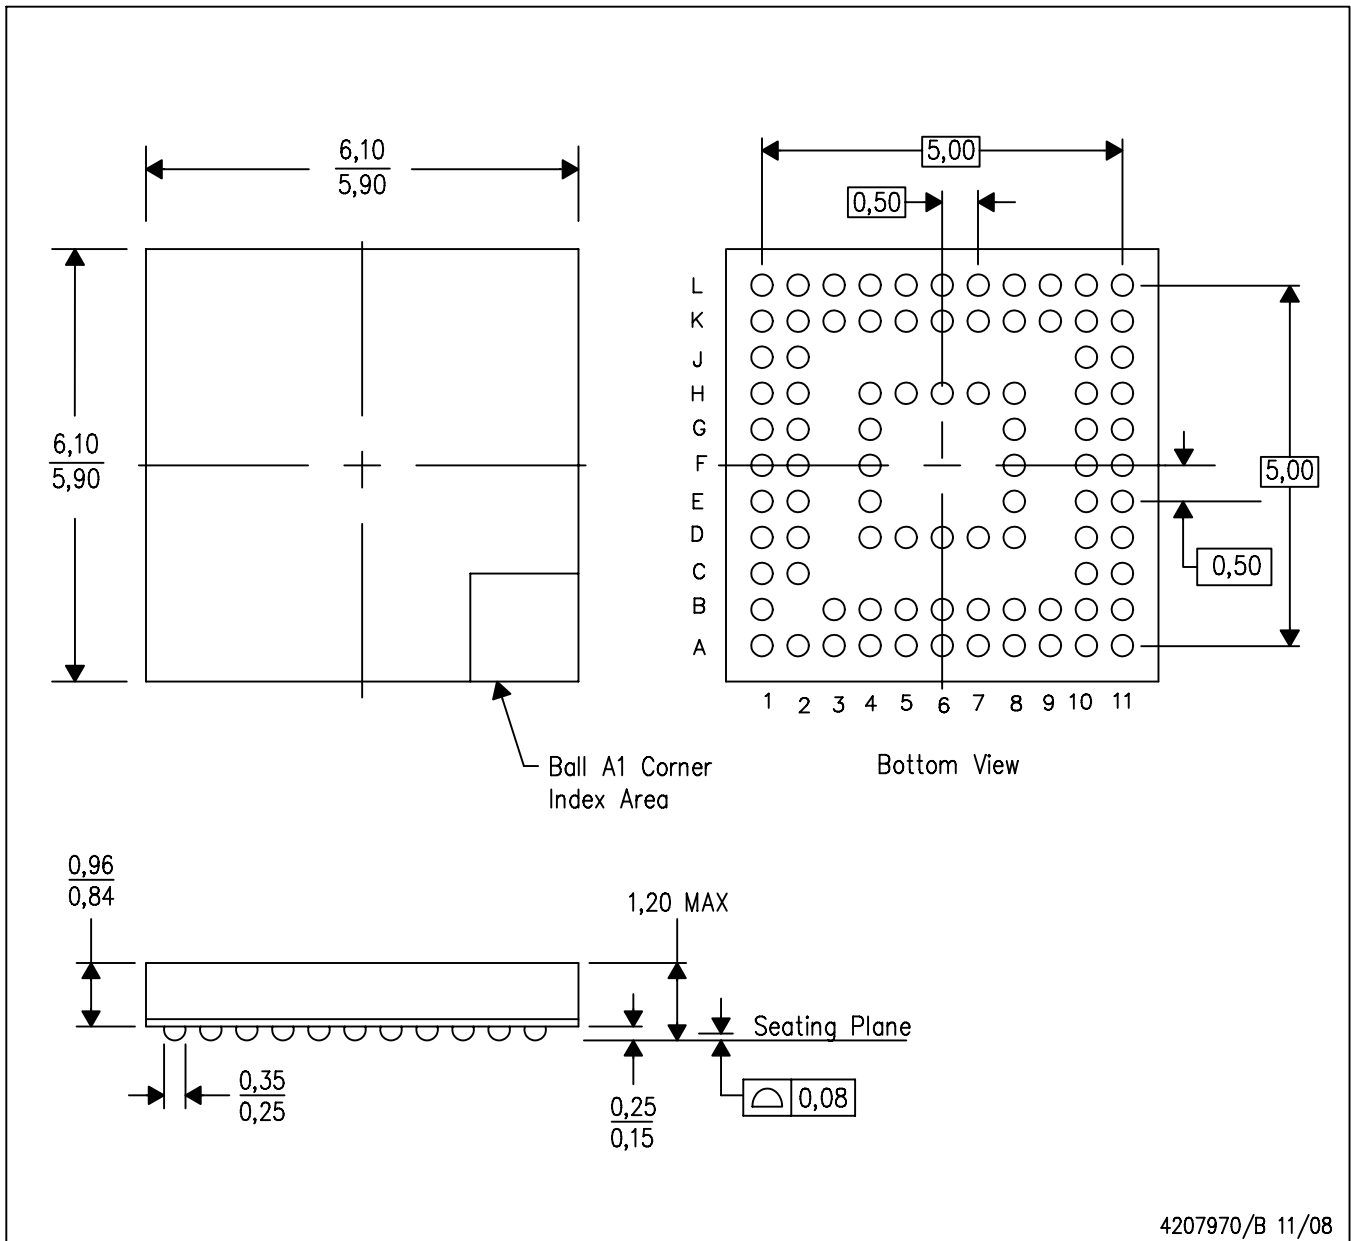 6,10
5,90
5,00
0,50
6,10
5,90
L
K
J
H
G
F
E
D
C
B
A
5,00
0,50
1 2 3 4 5 6 7 8 9 10 11
Ball A1 Corner
Index Area
Bottom View
0,96
0,84
1,20 MAX
Seating Plane
0,35
0,25
0,25
0,15
0,08
4207970/B 11/08